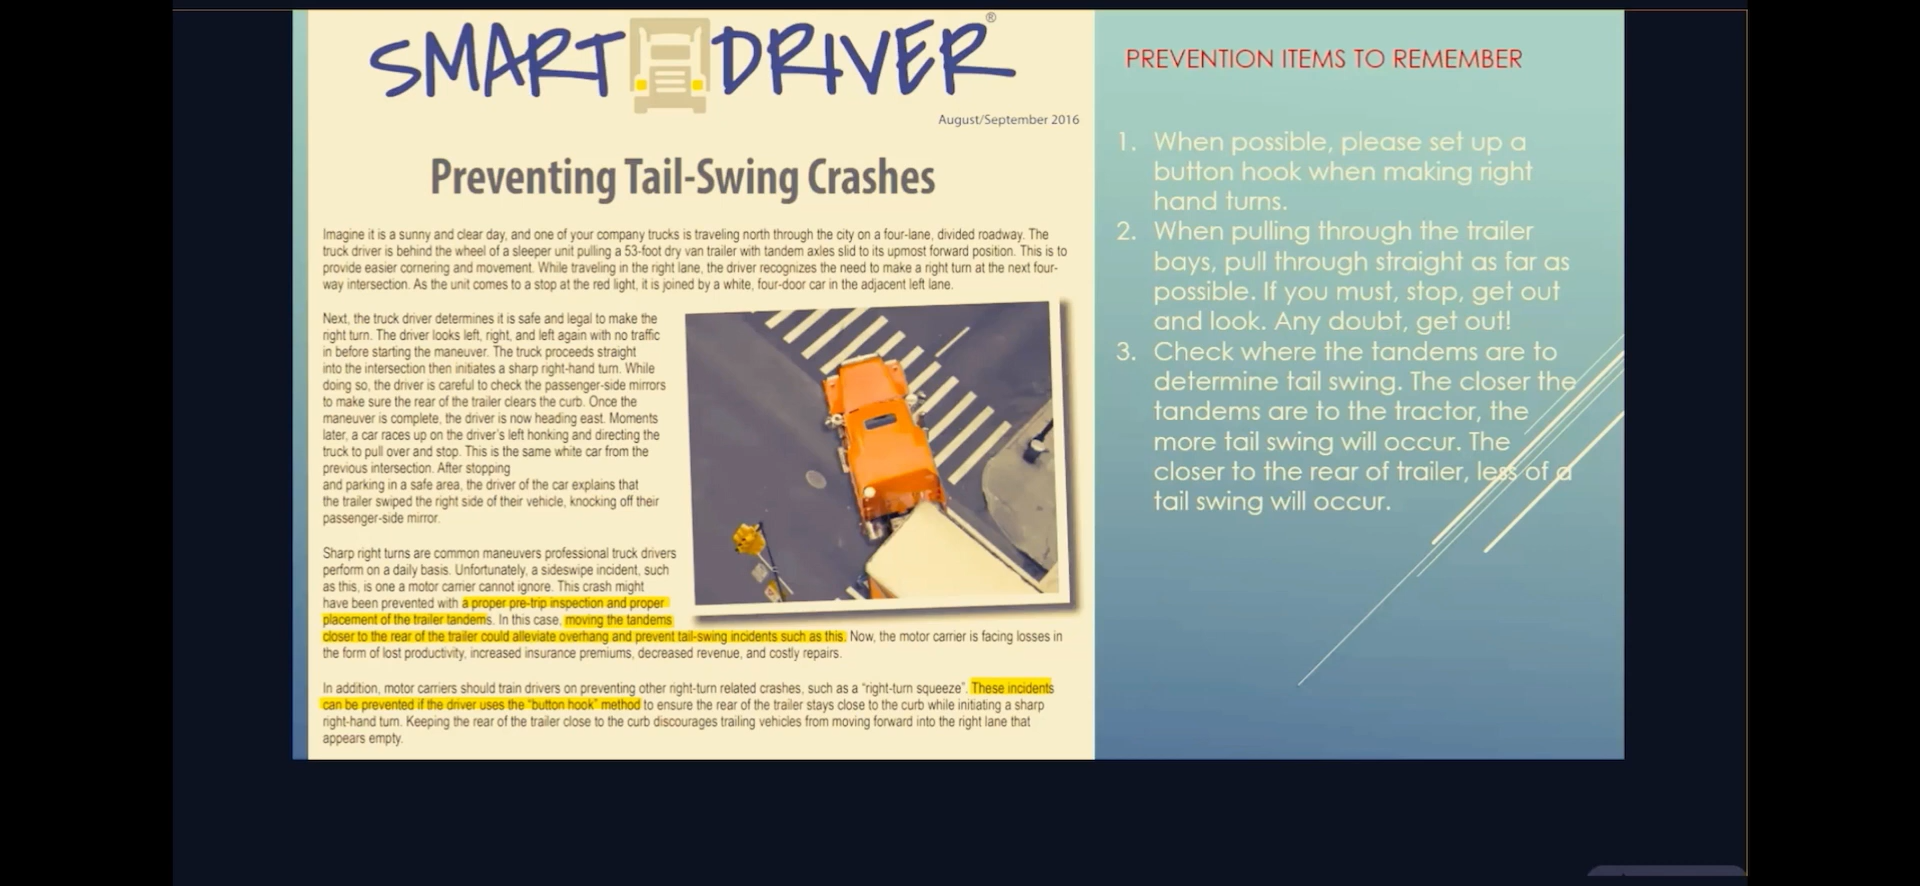 SMART DRIVER®
August/September 2016
Preventing Tail-Swing Crashes
Imagine it is a sunny and clear day, and one of your company trucks is traveling north through the city on a four-lane, divided roadway. The
truck driver is behind the wheel of a sleeper unit pulling a 53-foot dry van trailer with tandem axles slid to its upmost forward position. This is to
provide easier cornering and movement. While traveling in the right lane, the driver recognizes the need to make a right turn at the next four-
way intersection. As the unit comes to a stop at the red light, it is joined by a white, four-door car in the adjacent left lane.
Next, the truck driver determines it is safe and legal to make the
right turn. The driver looks left, right, and left again with no traffic
in before starting the maneuver. The truck proceeds straight
into the intersection then initiates a sharp right-hand turn. While
doing so, the driver is careful to check the passenger-side mirrors
to make sure the rear of the trailer clears the curb. Once the
maneuver is complete, the driver is now heading east. Moments
later, a car races up on the driver's left honking and directing the
truck to pull over and stop. This is the same white car from the
previous intersection. After stopping
and parking in a safe area, the driver of the car explains that
the trailer swiped the right side of their vehicle, knocking off their
passenger-side mirror.
Sharp right turns are common maneuvers professional truck drivers
perform on a daily basis. Unfortunately, a sideswipe incident, such
as this, is one a motor carrier cannot ignore. This crash might
have been prevented with a proper pre-trip inspection and proper
placement of the trailer tandems. In this case, moving the tandems
closer to the rear of the trailer could alleviate overhang and prevent tail-swing incidents such as this. Now, the motor carrier is facing losses in
the form of lost productivity, increased insurance premiums, decreased revenue, and costly repairs.
In addition, motor carriers should train drivers on preventing other right-turn related crashes, such as a "right-turn squeeze". These incidents
can be prevented if the driver uses the "button hook" method to ensure the rear of the trailer stays close to the curb while initiating a sharp
right-hand turn. Keeping the rear of the trailer close to the curb discourages trailing vehicles from moving forward into the right lane that
appears empty.
PREVENTION ITEMS TO REMEMBER
1. When possible, please set up a
button hook when making right
hand turns.
2. When pulling through the trailer
bays, pull through straight as far as
possible. If you must, stop, get out
and look. Any doubt, get out!
3. Check where the tandems are to
determine tail swing. The closer the
tandems are to the tractor, the
more tail swing will occur. The
closer to the rear of trailer, less of a
tail swing will occur.